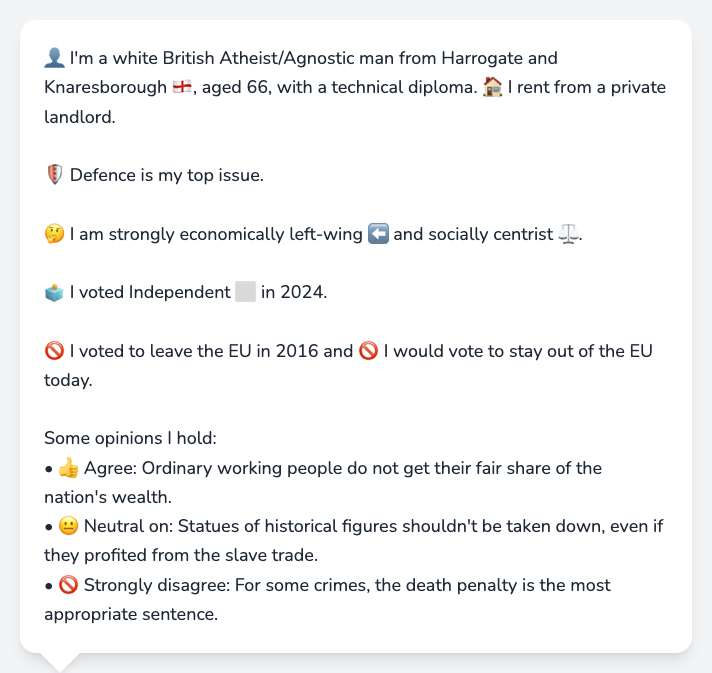 👤 I'm a white British Atheist/Agnostic man from Harrogate and
Knaresborough 🏴󠁧󠁢󠁥󠁮󠁧󠁿, aged 66, with a technical diploma. 🏠 I rent from a private
landlord.
🛡️ Defence is my top issue.
🤔 I am strongly economically left-wing ⬅️ and socially centrist ⚖️.
🗳️ I voted Independent ⬜ in 2024.
🚫 I voted to leave the EU in 2016 and 🚫 I would vote to stay out of the EU
today.
Some opinions I hold:
• 👍 Agree: Ordinary working people do not get their fair share of the
nation's wealth.
• 😐 Neutral on: Statues of historical figures shouldn't be taken down, even if
they profited from the slave trade.
• 🚫 Strongly disagree: For some crimes, the death penalty is the most
appropriate sentence.